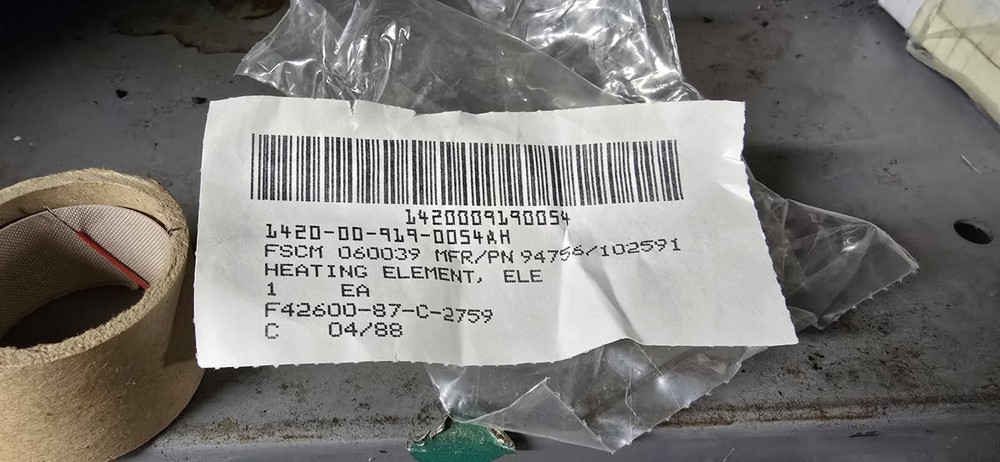 1420009190054
1420-00-919-0054AH
FSCM 060039 MFR/PN 94756/102591
HEATING ELEMENT, ELE
1 EA
F42600-87-C-2759
C 04/88